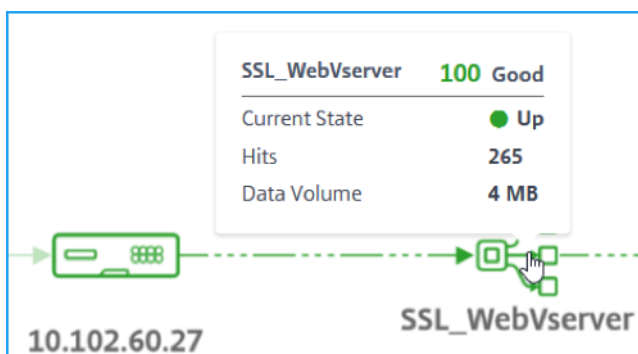 SSL_WebVserver 100 Good
Current State Up
Hits 265
Data Volume 4 MB
SSL_WebVserver
10.102.60.27